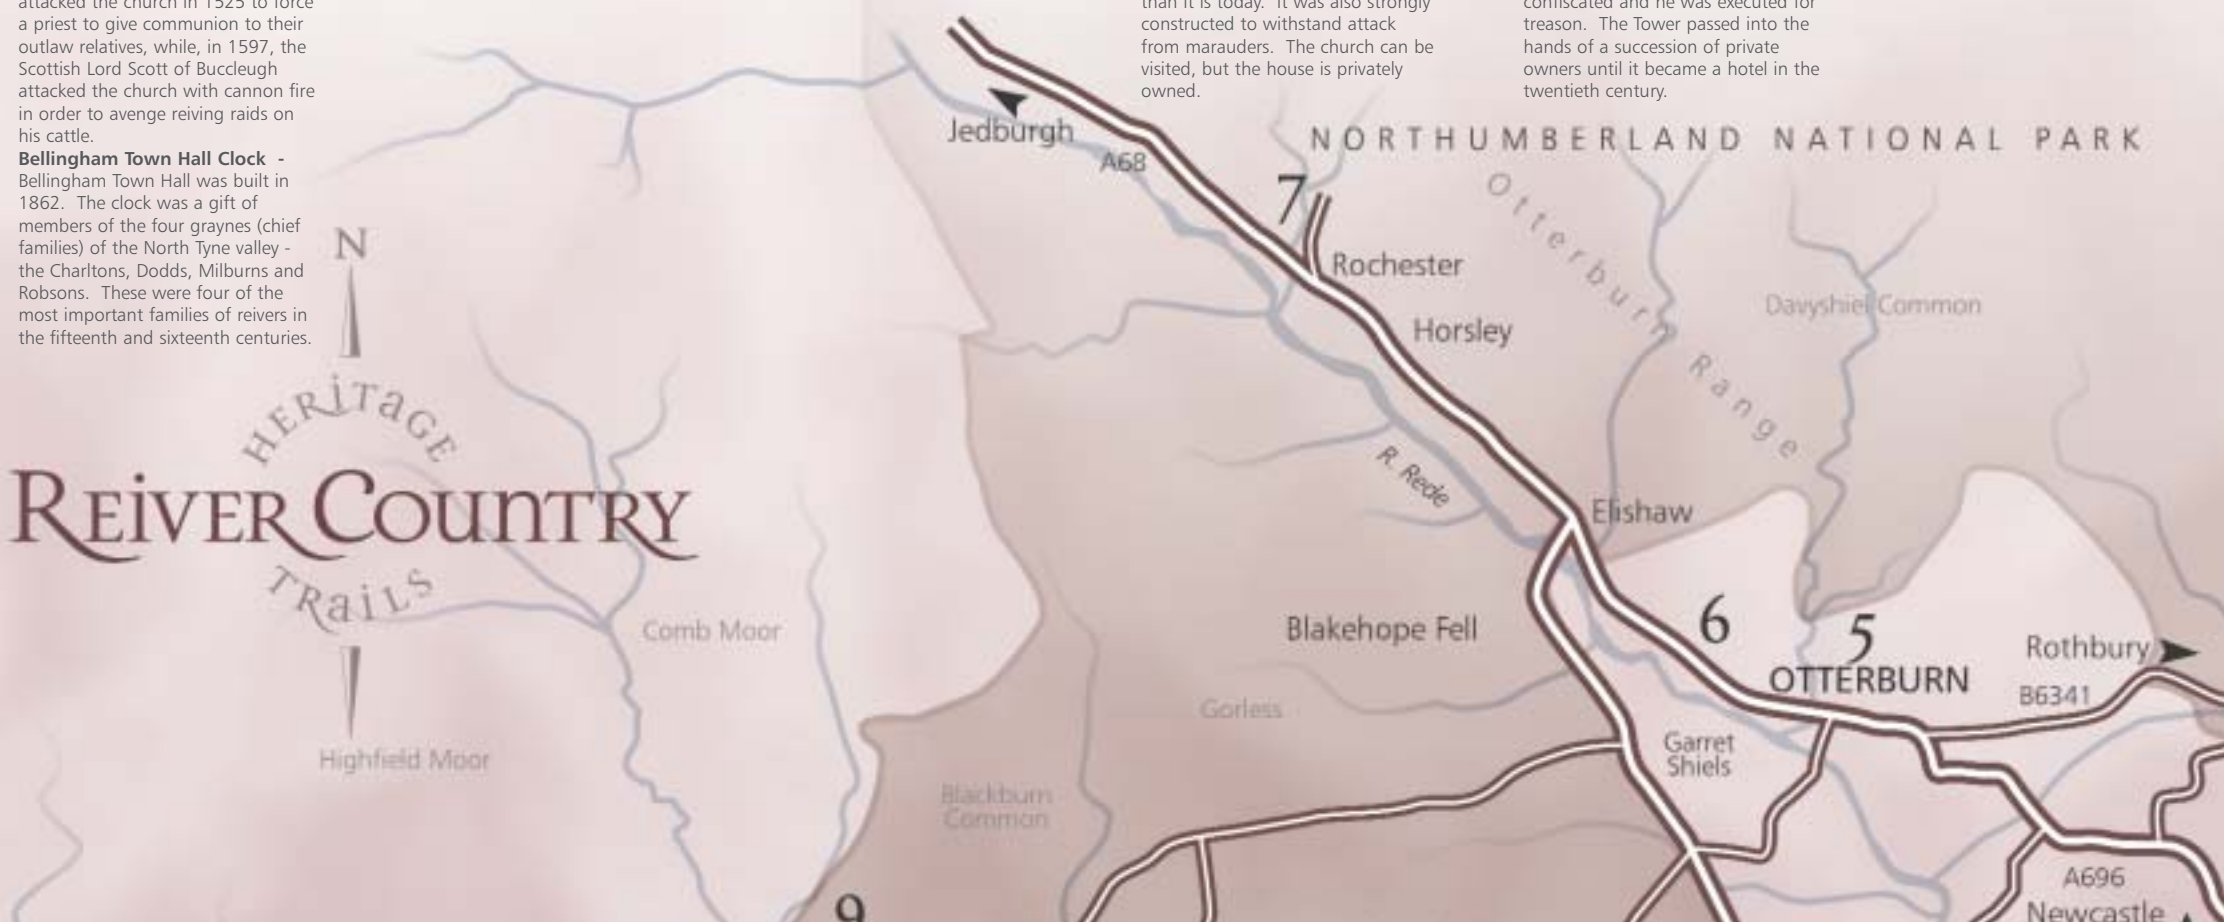 attacked the church in 1525 to force
a priest to give communion to their
outlaw relatives, while, in 1597, the
Scottish Lord Scott of Buccleugh
attacked the church with cannon fire
in order to avenge reiving raids on
his cattle.
Bellingham Town Hall Clock -
Bellingham Town Hall was built in
1862. The clock was a gift of
members of the four graynes (chief
families) of the North Tyne valley -
the Charltons, Dodds, Milburns and
Robsons. These were four of the
most important families of reivers in
the fifteenth and sixteenth centuries.
than it is today. It was also strongly
constructed to withstand attack
from marauders. The church can be
visited, but the house is privately
owned.
confiscated and he was executed for
treason. The Tower passed into the
hands of a succession of private
owners until it became a hotel in the
twentieth century.
N
HERITAGE
REIVER COUNTRY
TRAILS
Jedburgh
A68
NORTHUMBERLAND NATIONAL PARK
7
Otterburn Range
Rochester
Davyshiel Common
Horsley
R. Rede
Elishaw
Comb Moor
Blakehope Fell
6
5
Rothbury
OTTERBURN
B6341
Gorless
Highfield Moor
Garret
Shiels
Blackburn
Common
A696
9
Newcastle